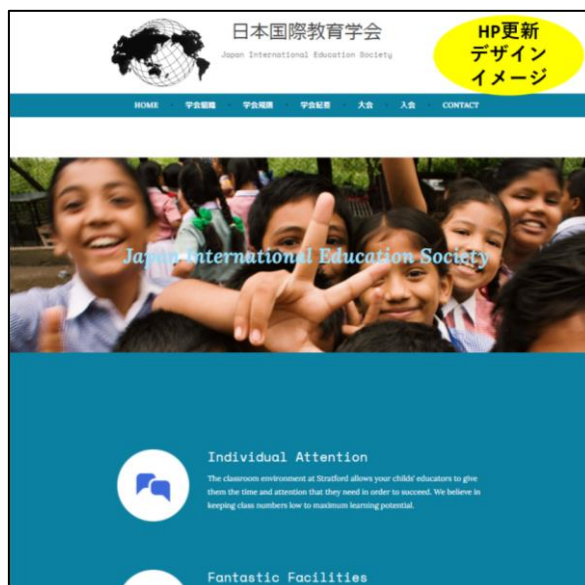 日本国際教育学会
Japan International Education Society
HP更新
デザイン
イメージ
HOME 学会組織 学会規購 学会紀要 大会 入会 CONTACT
Japan International Education Society
Individual Attention
The classroom environment at Stratford allows your childs' educators to give
them the time and attention that they need in order to succeed. We believe in
keeping class numbers low to maximum learning potential.
Fantastic Facilities